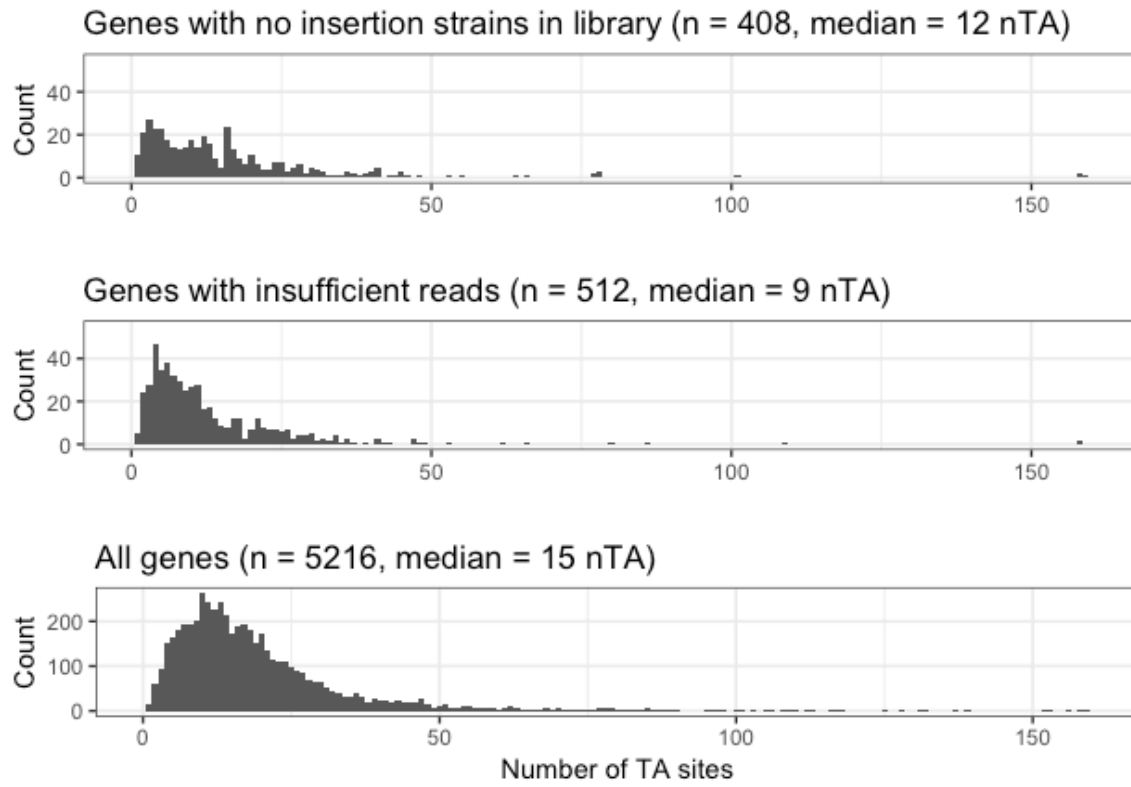 Genes with no insertion strains in library (n = 408, median = 12 nTA)
Count
40
20
0
0 50 100 150
Genes with insufficient reads (n = 512, median = 9 nTA)
Count
40
20
0
0 50 100 150
All genes (n = 5216, median = 15 nTA)
Count
200
100
0
0 50 100 150
Number of TA sites